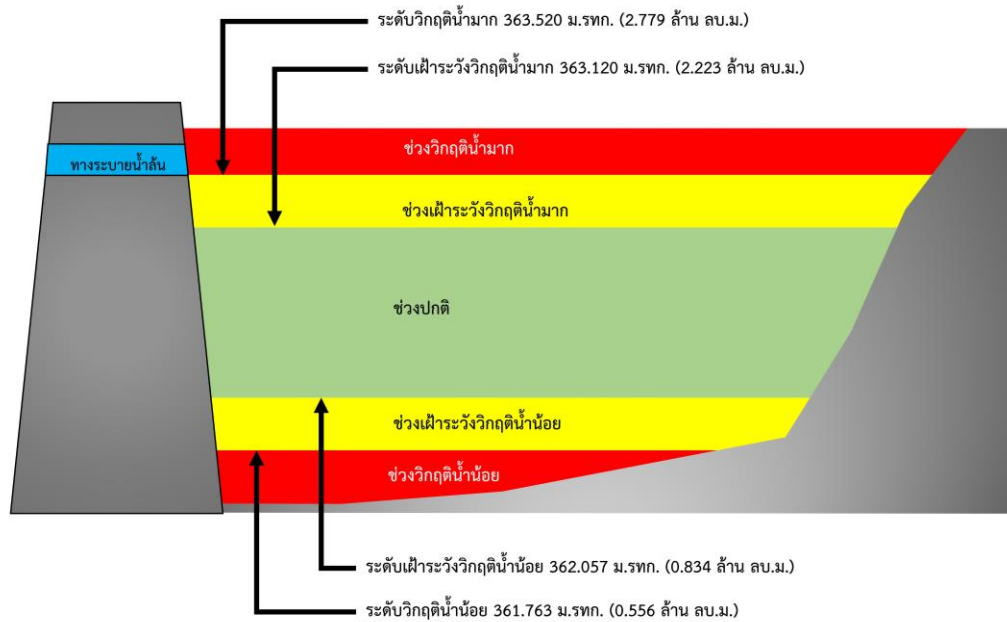 ระดับวิกฤติน้ำมาก 363.520 ม.รทก. (2.779 ล้าน ลบ.ม.)
ระดับเฝ้าระวังวิกฤติน้ำมาก 363.120 ม.รทก. (2.223 ล้าน ลบ.ม.)
ช่วงวิกฤติน้ำมาก
ทางระบายน้ำล้น
ช่วงเฝ้าระวังวิกฤติน้ำมาก
ช่วงปกติ
ช่วงเฝ้าระวังวิกฤติน้ำน้อย
ช่วงวิกฤติน้ำน้อย
ระดับเฝ้าระวังวิกฤติน้ำน้อย 362.057 ม.รทก. (0.834 ล้าน ลบ.ม.)
ระดับวิกฤติน้ำน้อย 361.763 ม.รทก. (0.556 ล้าน ลบ.ม.)